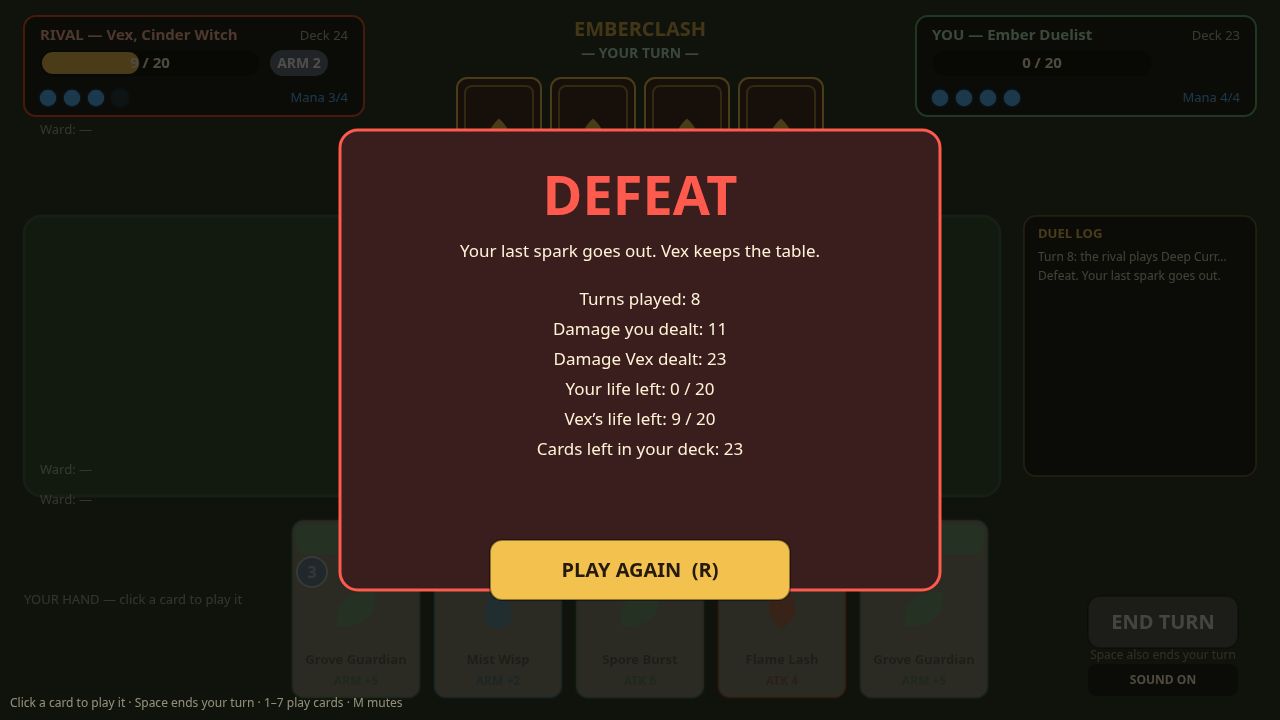 RIVAL — Vex, Cinder Witch
Deck 24
9 / 20
ARM 2
Mana 3/4
Ward: —
EMBERCLASH
— YOUR TURN —
YOU — Ember Duelist
Deck 23
0 / 20
Mana 4/4
DEFEAT
Your last spark goes out. Vex keeps the table.
Turns played: 8
Damage you dealt: 11
Damage Vex dealt: 23
Your life left: 0 / 20
Vex’s life left: 9 / 20
Cards left in your deck: 23
PLAY AGAIN (R)
DUEL LOG
Turn 8: the rival plays Deep Curr...
Defeat. Your last spark goes out.
Ward: —
Ward: —
YOUR HAND — click a card to play it
3
Grove Guardian
ARM +5
Mist Wisp
ARM +2
Spore Burst
Flame Lash
ATK 4
Grove Guardian
ARM +5
END TURN
Space also ends your turn
SOUND ON
Click a card to play it · Space ends your turn · 1–7 play cards · M mutes